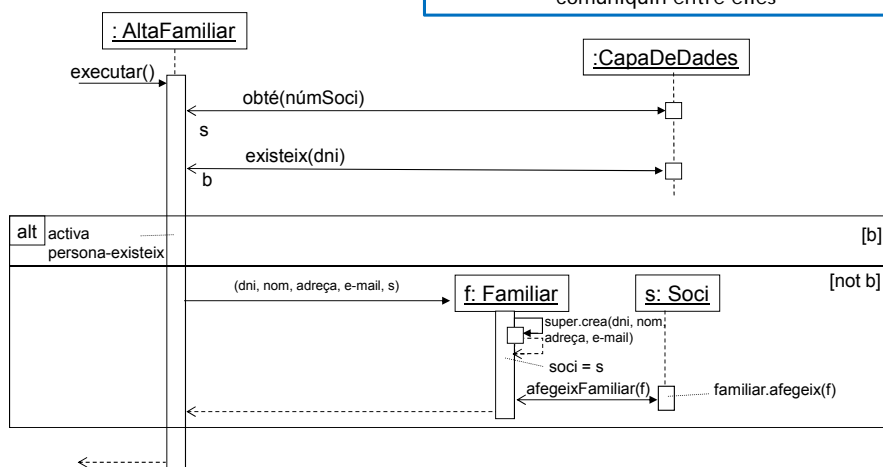 comuniquin entre elles
: AltaFamiliar
:CapaDeDades
executar()
obté(númSoci)
s
existeix(dni)
b
alt
activa
persona-existeix
[b]
[not b]
(dni, nom, adreça, e-mail, s)
f: Familiar
s: Soci
super.crea(dni, nom,
adreça, e-mail)
soci = s
afegeixFamiliar(f)
familiar.afegeix(f)